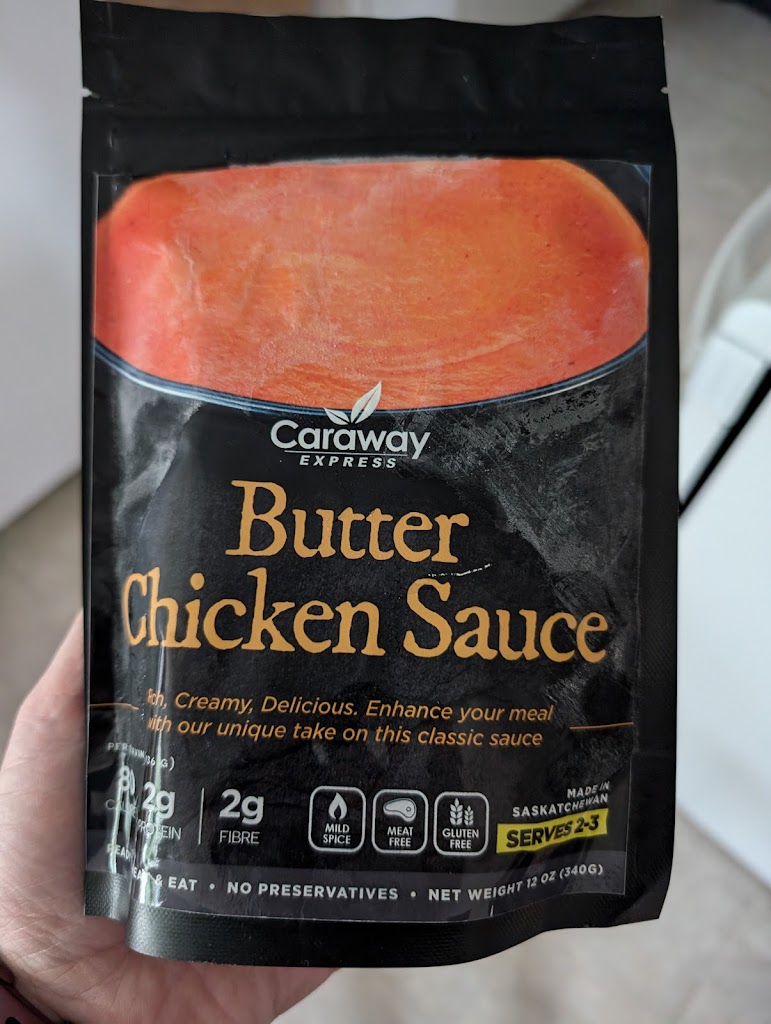 Caraway
EXPRESS
Butter
Chicken Sauce
Creamy, Delicious. Enhance your meal
with our unique take on this classic sauce
PER
2g
PROTEIN
2g
FIBRE
MILD
SPICE
MEAT
FREE
GLUTEN
FREE
MADE IN
SASKATCHEWAN
SERVES 2-3
& EAT • NO PRESERVATIVES • NET WEIGHT 12 OZ (340G)